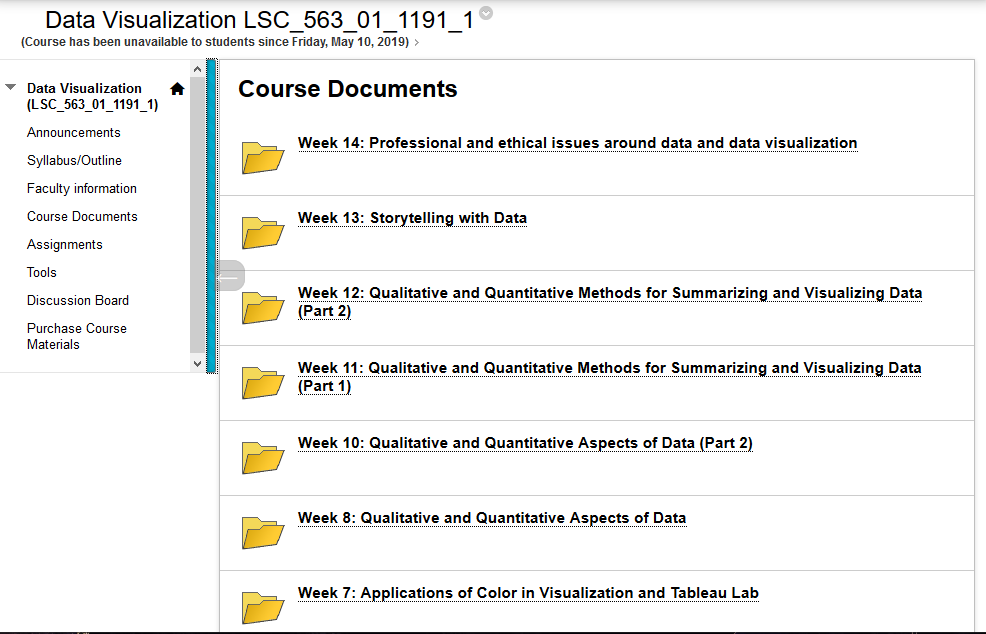 Data Visualization LSC_563_01_1191_1
(Course has been unavailable to students since Friday, May 10, 2019) >
Data Visualization
(LSC_563_01_1191_1)
Announcements
Syllabus/Outline
Faculty information
Course Documents
Assignments
Tools
Discussion Board
Purchase Course
Materials
Course Documents
Week 14: Professional and ethical issues around data and data visualization
Week 13: Storytelling with Data
Week 12: Qualitative and Quantitative Methods for Summarizing and Visualizing Data
(Part 2)
Week 11: Qualitative and Quantitative Methods for Summarizing and Visualizing Data
(Part 1)
Week 10: Qualitative and Quantitative Aspects of Data (Part 2)
Week 8: Qualitative and Quantitative Aspects of Data
Week 7: Applications of Color in Visualization and Tableau Lab